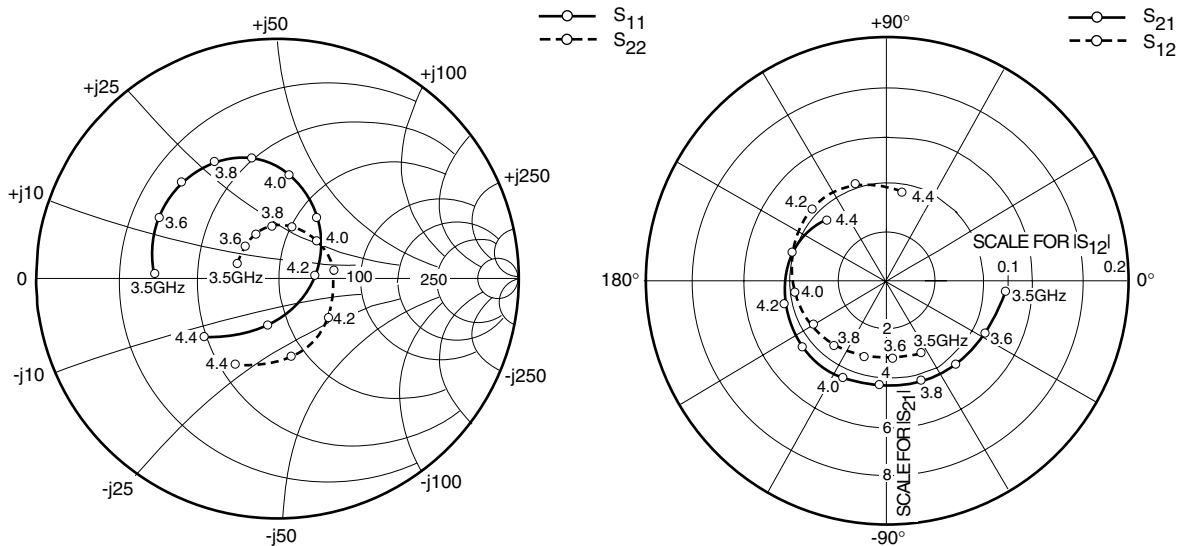 S11
S22
+j50
+j25
+j100
+j10
+j250
0
-j10
-j250
-j25
-j100
-j50
3.8
4.0
3.6
3.8
3.6
4.0
3.5GHz
3.5GHz
4.2
100
250
4.2
4.4
4.4
S21
S12
+90°
180°
0°
-90°
4.2
4.4
4.4
SCALE FOR |S12|
0.1
0.2
3.5GHz
4.0
4.2
2
3.8
3.6
3.5GHz
3.6
4
4.0
3.8
6
8
SCALE FOR |S21|